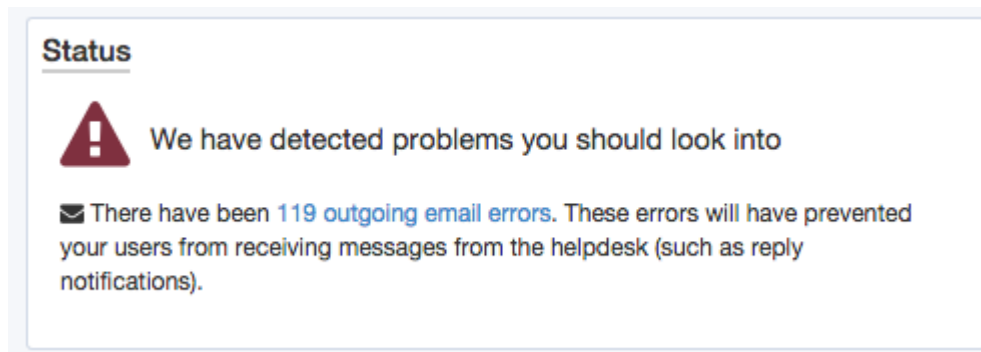 Status
We have detected problems you should look into
There have been 119 outgoing email errors. These errors will have prevented
your users from receiving messages from the helpdesk (such as reply
notifications).